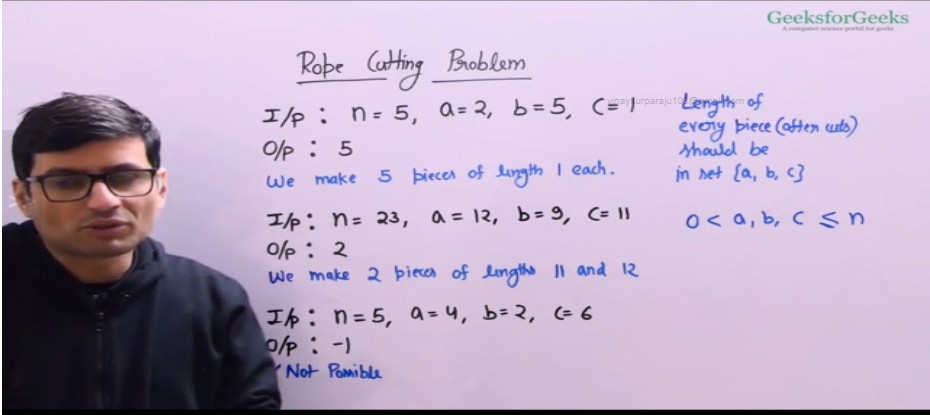 GeeksforGeeks
A computer science portal for geeks
Rope Cutting Problem
I/p : n = 5, a = 2, b = 5, c = 1
O/p : 5
We make 5 pieces of length 1 each.
I/p : n = 23, a = 12, b = 9, c = 11
O/p : 2
We make 2 pieces of lengths 11 and 12
I/p : n = 5, a = 4, b = 2, c = 6
O/p : -1
Not Possible
Length of
every piece (after cuts)
should be
in set {a, b, c}
0 < a, b, c ≤ n